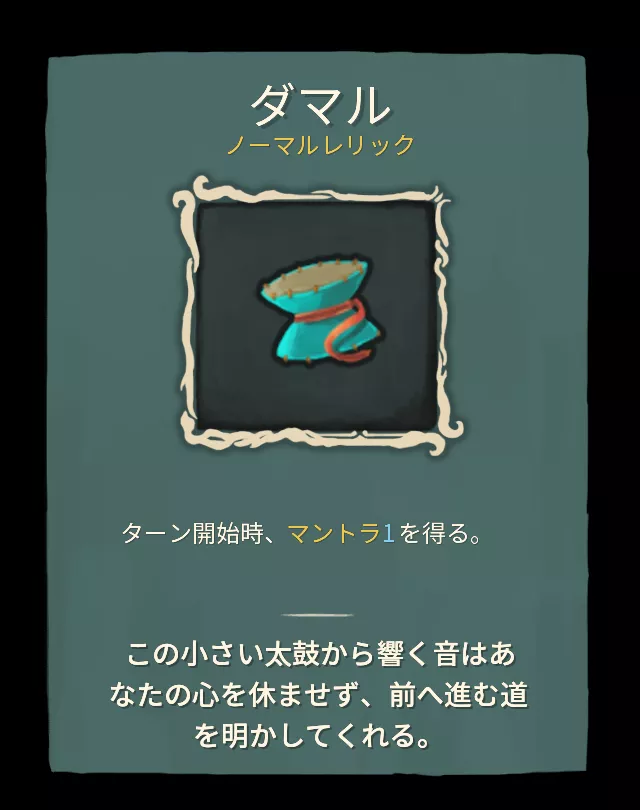 ダマル
ノーマルレリック
ターン開始時、マントラ1を得る。
この小さい太鼓から響く音はあ
なたの心を休ませず、前へ進む道
を明かしてくれる。